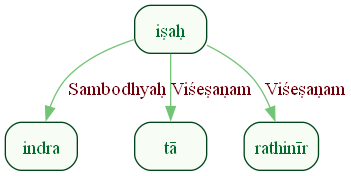 iṣaḥ
Sambodhyaḥ Viśeṣaṇam Viśeṣaṇam
indra tā rathinīr